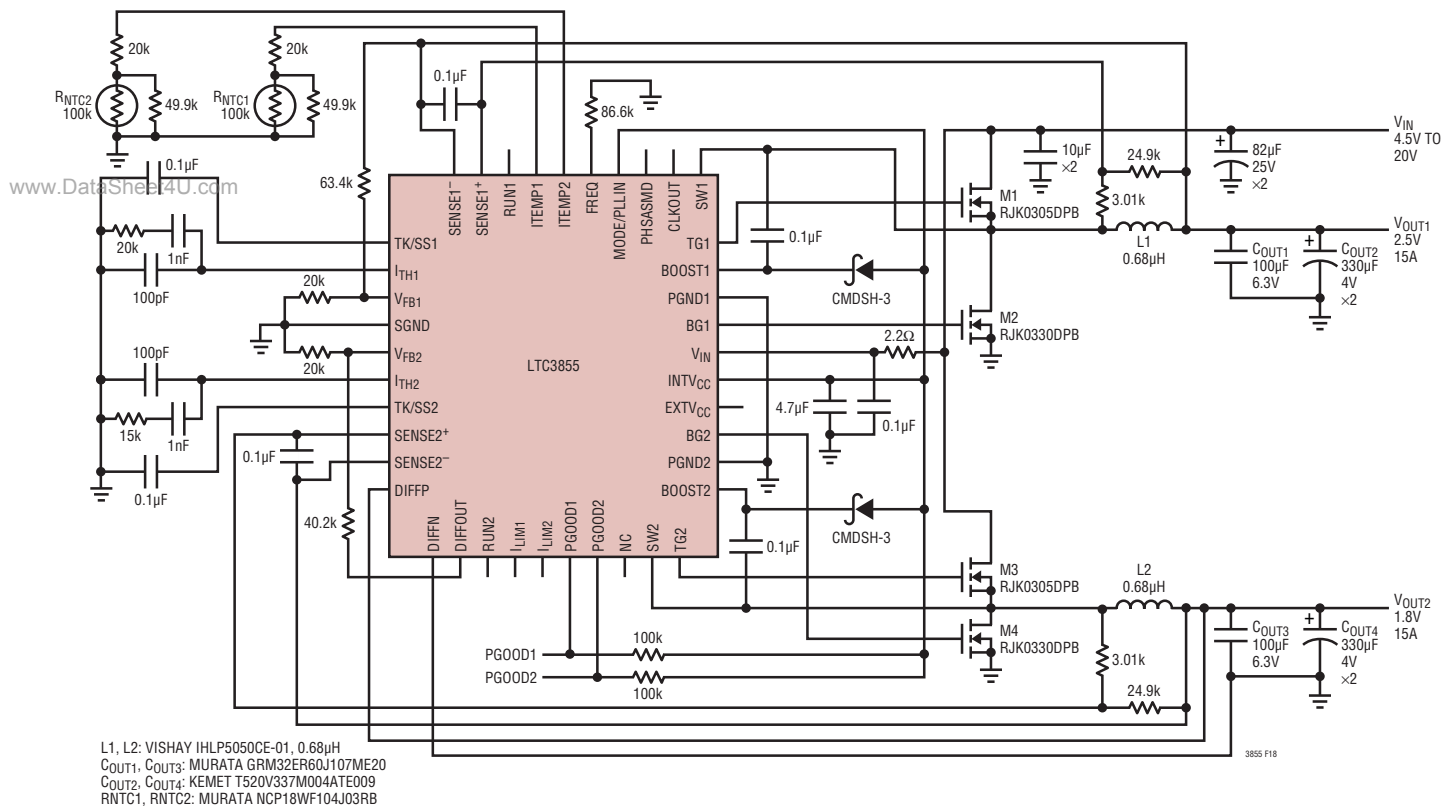 20k
20k
0.1µF
RNTC2
100k
49.9k
RNTC1
100k
49.9k
86.6k
0.1µF
www.DataSheet4U.com
63.4k
SENSE1–
SENSE1+
RUN1
ITEMP1
ITEMP2
FREQ
MODE/PLLIN
PHSASMD
CLKOUT
SW1
10µF
×2
+
82µF
25V
×2
VIN
4.5V TO
20V
24.9k
3.01k
M1
RJK0305DPB
L1
0.68µH
VOUT1
2.5V
15A
COUT1
100µF
6.3V
+
COUT2
330µF
4V
×2
20k
1nF
100pF
TK/SS1
ITH1
VFB1
SGND
VFB2
ITH2
TK/SS2
SENSE2+
SENSE2–
DIFFP
20k
20k
100pF
15k
1nF
0.1µF
0.1µF
40.2k
LTC3855
TG1
BOOST1
PGND1
BG1
VIN
INTVCC
EXTVCC
BG2
PGND2
BOOST2
0.1µF
CMDSH-3
M2
RJK0330DPB
2.2Ω
4.7µF
0.1µF
CMDSH-3
0.1µF
DIFFN
DIFFOUT
RUN2
ILIM1
ILIM2
PGOOD1
PGOOD2
NC
SW2
TG2
M3
RJK0305DPB
L2
0.68µH
VOUT2
1.8V
15A
M4
RJK0330DPB
3.01k
24.9k
COUT3
100µF
6.3V
+
COUT4
330µF
4V
×2
PGOOD1
100k
PGOOD2
100k
3855 F18
L1, L2: VISHAY IHLP5050CE-01, 0.68µH
COUT1, COUT3: MURATA GRM32ER60J107ME20
COUT2, COUT4: KEMET T520V337M004ATE009
RNTC1, RNTC2: MURATA NCP18WF104J03RB